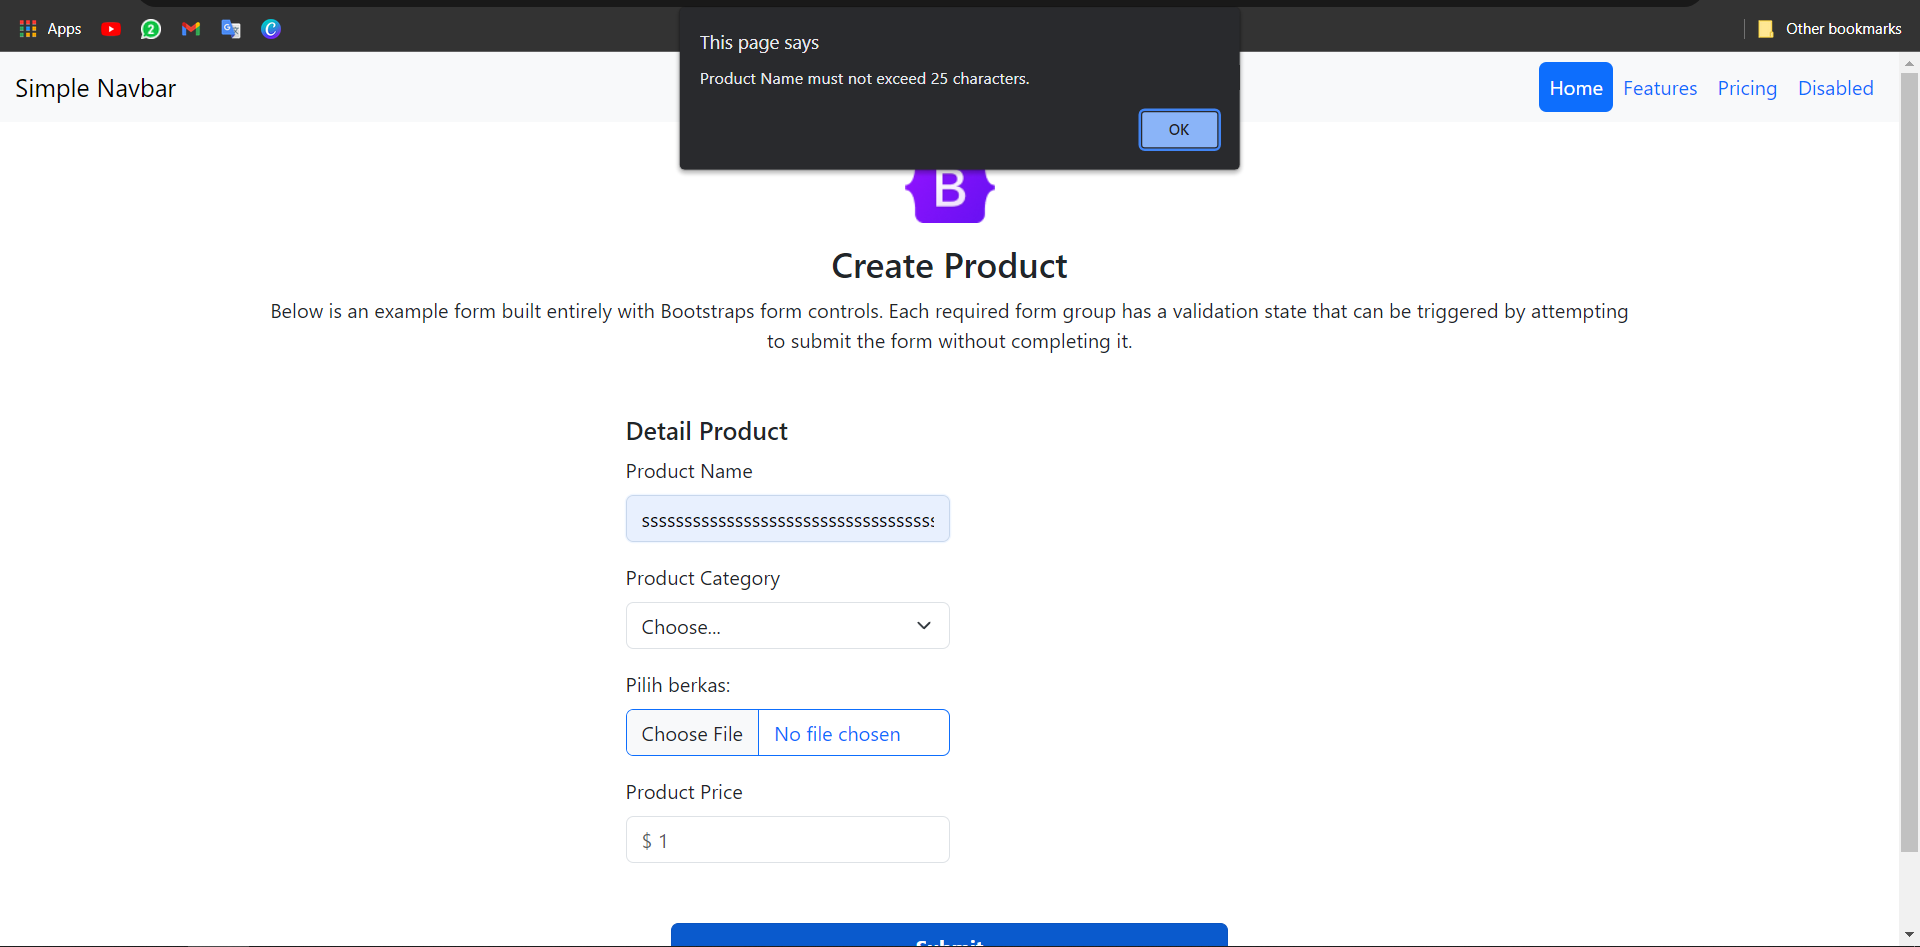 Apps
2
Other bookmarks
This page says
Product Name must not exceed 25 characters.
OK
Simple Navbar
Home Features Pricing Disabled
B
Create Product
Below is an example form built entirely with Bootstraps form controls. Each required form group has a validation state that can be triggered by attempting
to submit the form without completing it.
Detail Product
Product Name
ssssssssssssssssssssssssssssssssssss
Product Category
Choose...
Pilih berkas:
Choose File No file chosen
Product Price
$ 1
Submit